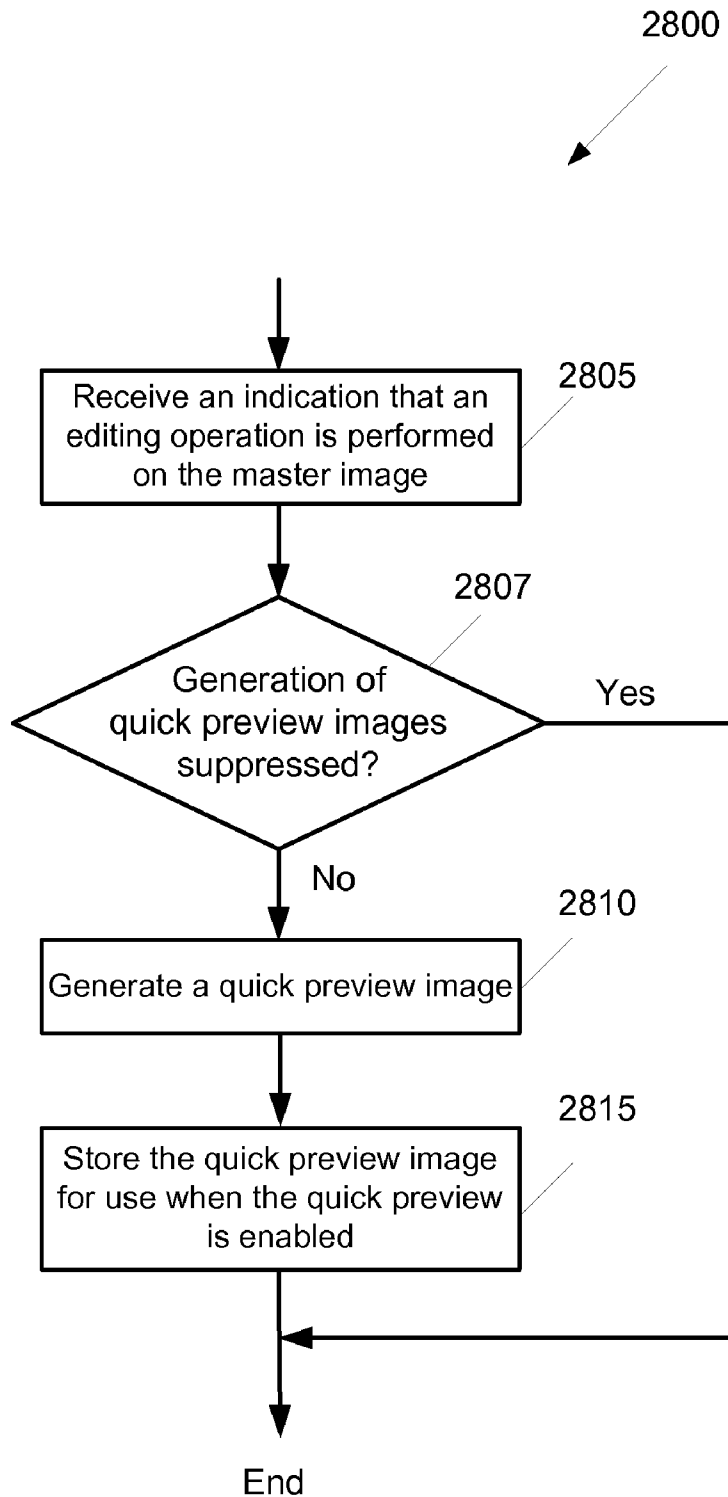 2800
Receive an indication that an
editing operation is performed
on the master image
2805
2807
Generation of
quick preview images
suppressed?
Yes
No
2810
Generate a quick preview image
2815
Store the quick preview image
for use when the quick preview
is enabled
End